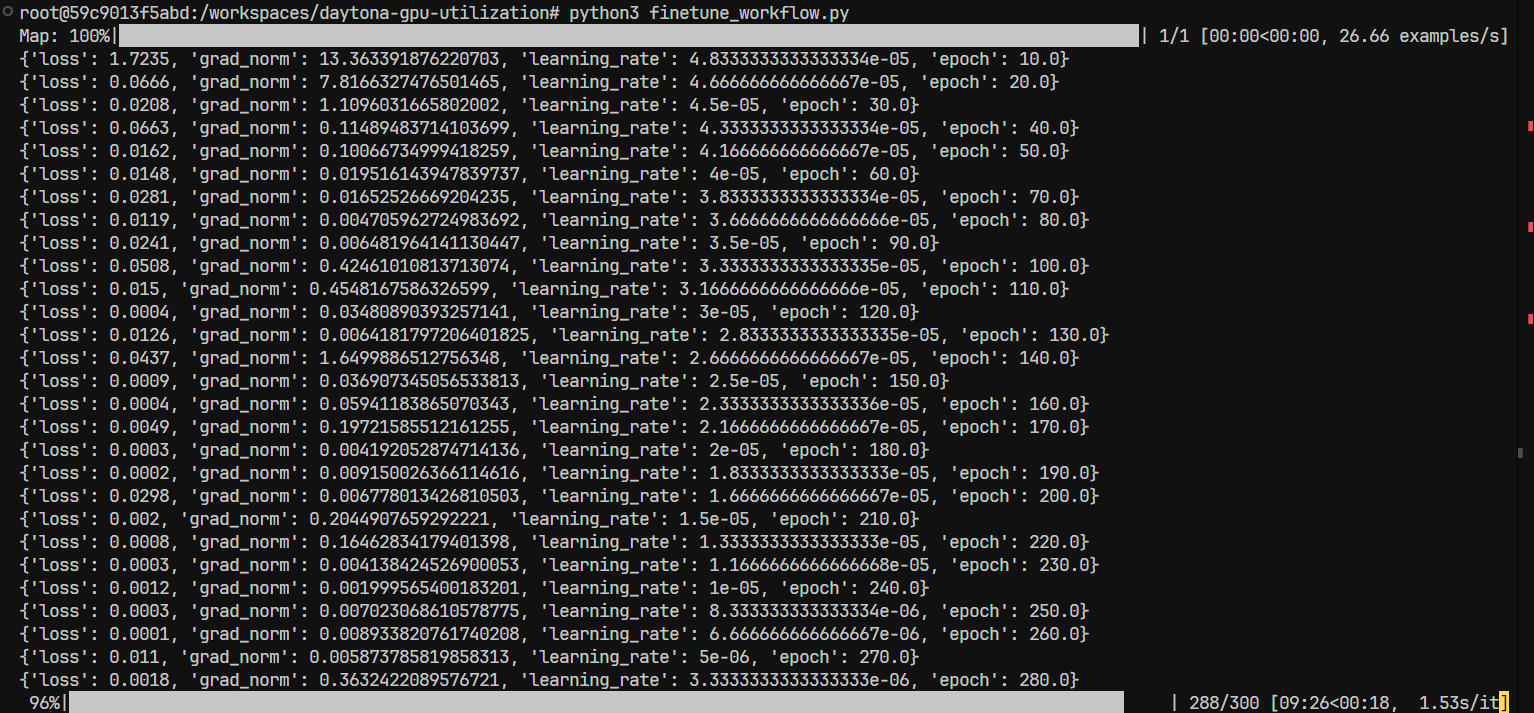 root@59c9013f5abd:/workspaces/daytona-gpu-utilization# python3 finetune_workflow.py
Map: 100%| | 1/1 [00:00<00:00, 26.66 examples/s]
{'loss': 1.7235, 'grad_norm': 13.363391876220703, 'learning_rate': 4.8333333333333334e-05, 'epoch': 10.0}
{'loss': 0.0666, 'grad_norm': 7.8166327476501465, 'learning_rate': 4.666666666666667e-05, 'epoch': 20.0}
{'loss': 0.0208, 'grad_norm': 1.1096031665802002, 'learning_rate': 4.5e-05, 'epoch': 30.0}
{'loss': 0.0663, 'grad_norm': 0.11489483714103699, 'learning_rate': 4.3333333333333334e-05, 'epoch': 40.0}
{'loss': 0.0162, 'grad_norm': 0.10066734999418259, 'learning_rate': 4.166666666666667e-05, 'epoch': 50.0}
{'loss': 0.0148, 'grad_norm': 0.019516143947839737, 'learning_rate': 4e-05, 'epoch': 60.0}
{'loss': 0.0281, 'grad_norm': 0.01652526669204235, 'learning_rate': 3.8333333333333334e-05, 'epoch': 70.0}
{'loss': 0.0119, 'grad_norm': 0.004705962724983692, 'learning_rate': 3.6666666666666666e-05, 'epoch': 80.0}
{'loss': 0.0241, 'grad_norm': 0.006481964141130447, 'learning_rate': 3.5e-05, 'epoch': 90.0}
{'loss': 0.0508, 'grad_norm': 0.42461010813713074, 'learning_rate': 3.3333333333333335e-05, 'epoch': 100.0}
{'loss': 0.015, 'grad_norm': 0.4548167586326599, 'learning_rate': 3.1666666666666666e-05, 'epoch': 110.0}
{'loss': 0.0004, 'grad_norm': 0.03480890393257141, 'learning_rate': 3e-05, 'epoch': 120.0}
{'loss': 0.0126, 'grad_norm': 0.0064181797206401825, 'learning_rate': 2.8333333333333335e-05, 'epoch': 130.0}
{'loss': 0.0437, 'grad_norm': 1.6499886512756348, 'learning_rate': 2.6666666666666667e-05, 'epoch': 140.0}
{'loss': 0.0009, 'grad_norm': 0.036907345056533813, 'learning_rate': 2.5e-05, 'epoch': 150.0}
{'loss': 0.0004, 'grad_norm': 0.05941183865070343, 'learning_rate': 2.3333333333333336e-05, 'epoch': 160.0}
{'loss': 0.0049, 'grad_norm': 0.19721585512161255, 'learning_rate': 2.1666666666666667e-05, 'epoch': 170.0}
{'loss': 0.0003, 'grad_norm': 0.004192052874714136, 'learning_rate': 2e-05, 'epoch': 180.0}
{'loss': 0.0002, 'grad_norm': 0.009150026366114616, 'learning_rate': 1.8333333333333333e-05, 'epoch': 190.0}
{'loss': 0.0298, 'grad_norm': 0.006778013426810503, 'learning_rate': 1.6666666666666667e-05, 'epoch': 200.0}
{'loss': 0.002, 'grad_norm': 0.2044907659292221, 'learning_rate': 1.5e-05, 'epoch': 210.0}
{'loss': 0.0008, 'grad_norm': 0.16462834179401398, 'learning_rate': 1.3333333333333333e-05, 'epoch': 220.0}
{'loss': 0.0003, 'grad_norm': 0.004138424526900053, 'learning_rate': 1.1666666666666668e-05, 'epoch': 230.0}
{'loss': 0.0012, 'grad_norm': 0.001999565400183201, 'learning_rate': 1e-05, 'epoch': 240.0}
{'loss': 0.0003, 'grad_norm': 0.007023068610578775, 'learning_rate': 8.333333333333334e-06, 'epoch': 250.0}
{'loss': 0.0001, 'grad_norm': 0.008933820761740208, 'learning_rate': 6.666666666666667e-06, 'epoch': 260.0}
{'loss': 0.011, 'grad_norm': 0.005873785819858313, 'learning_rate': 5e-06, 'epoch': 270.0}
{'loss': 0.0018, 'grad_norm': 0.3632422089576721, 'learning_rate': 3.3333333333333333e-06, 'epoch': 280.0}
96%| | 288/300 [09:26<00:18, 1.53s/it]